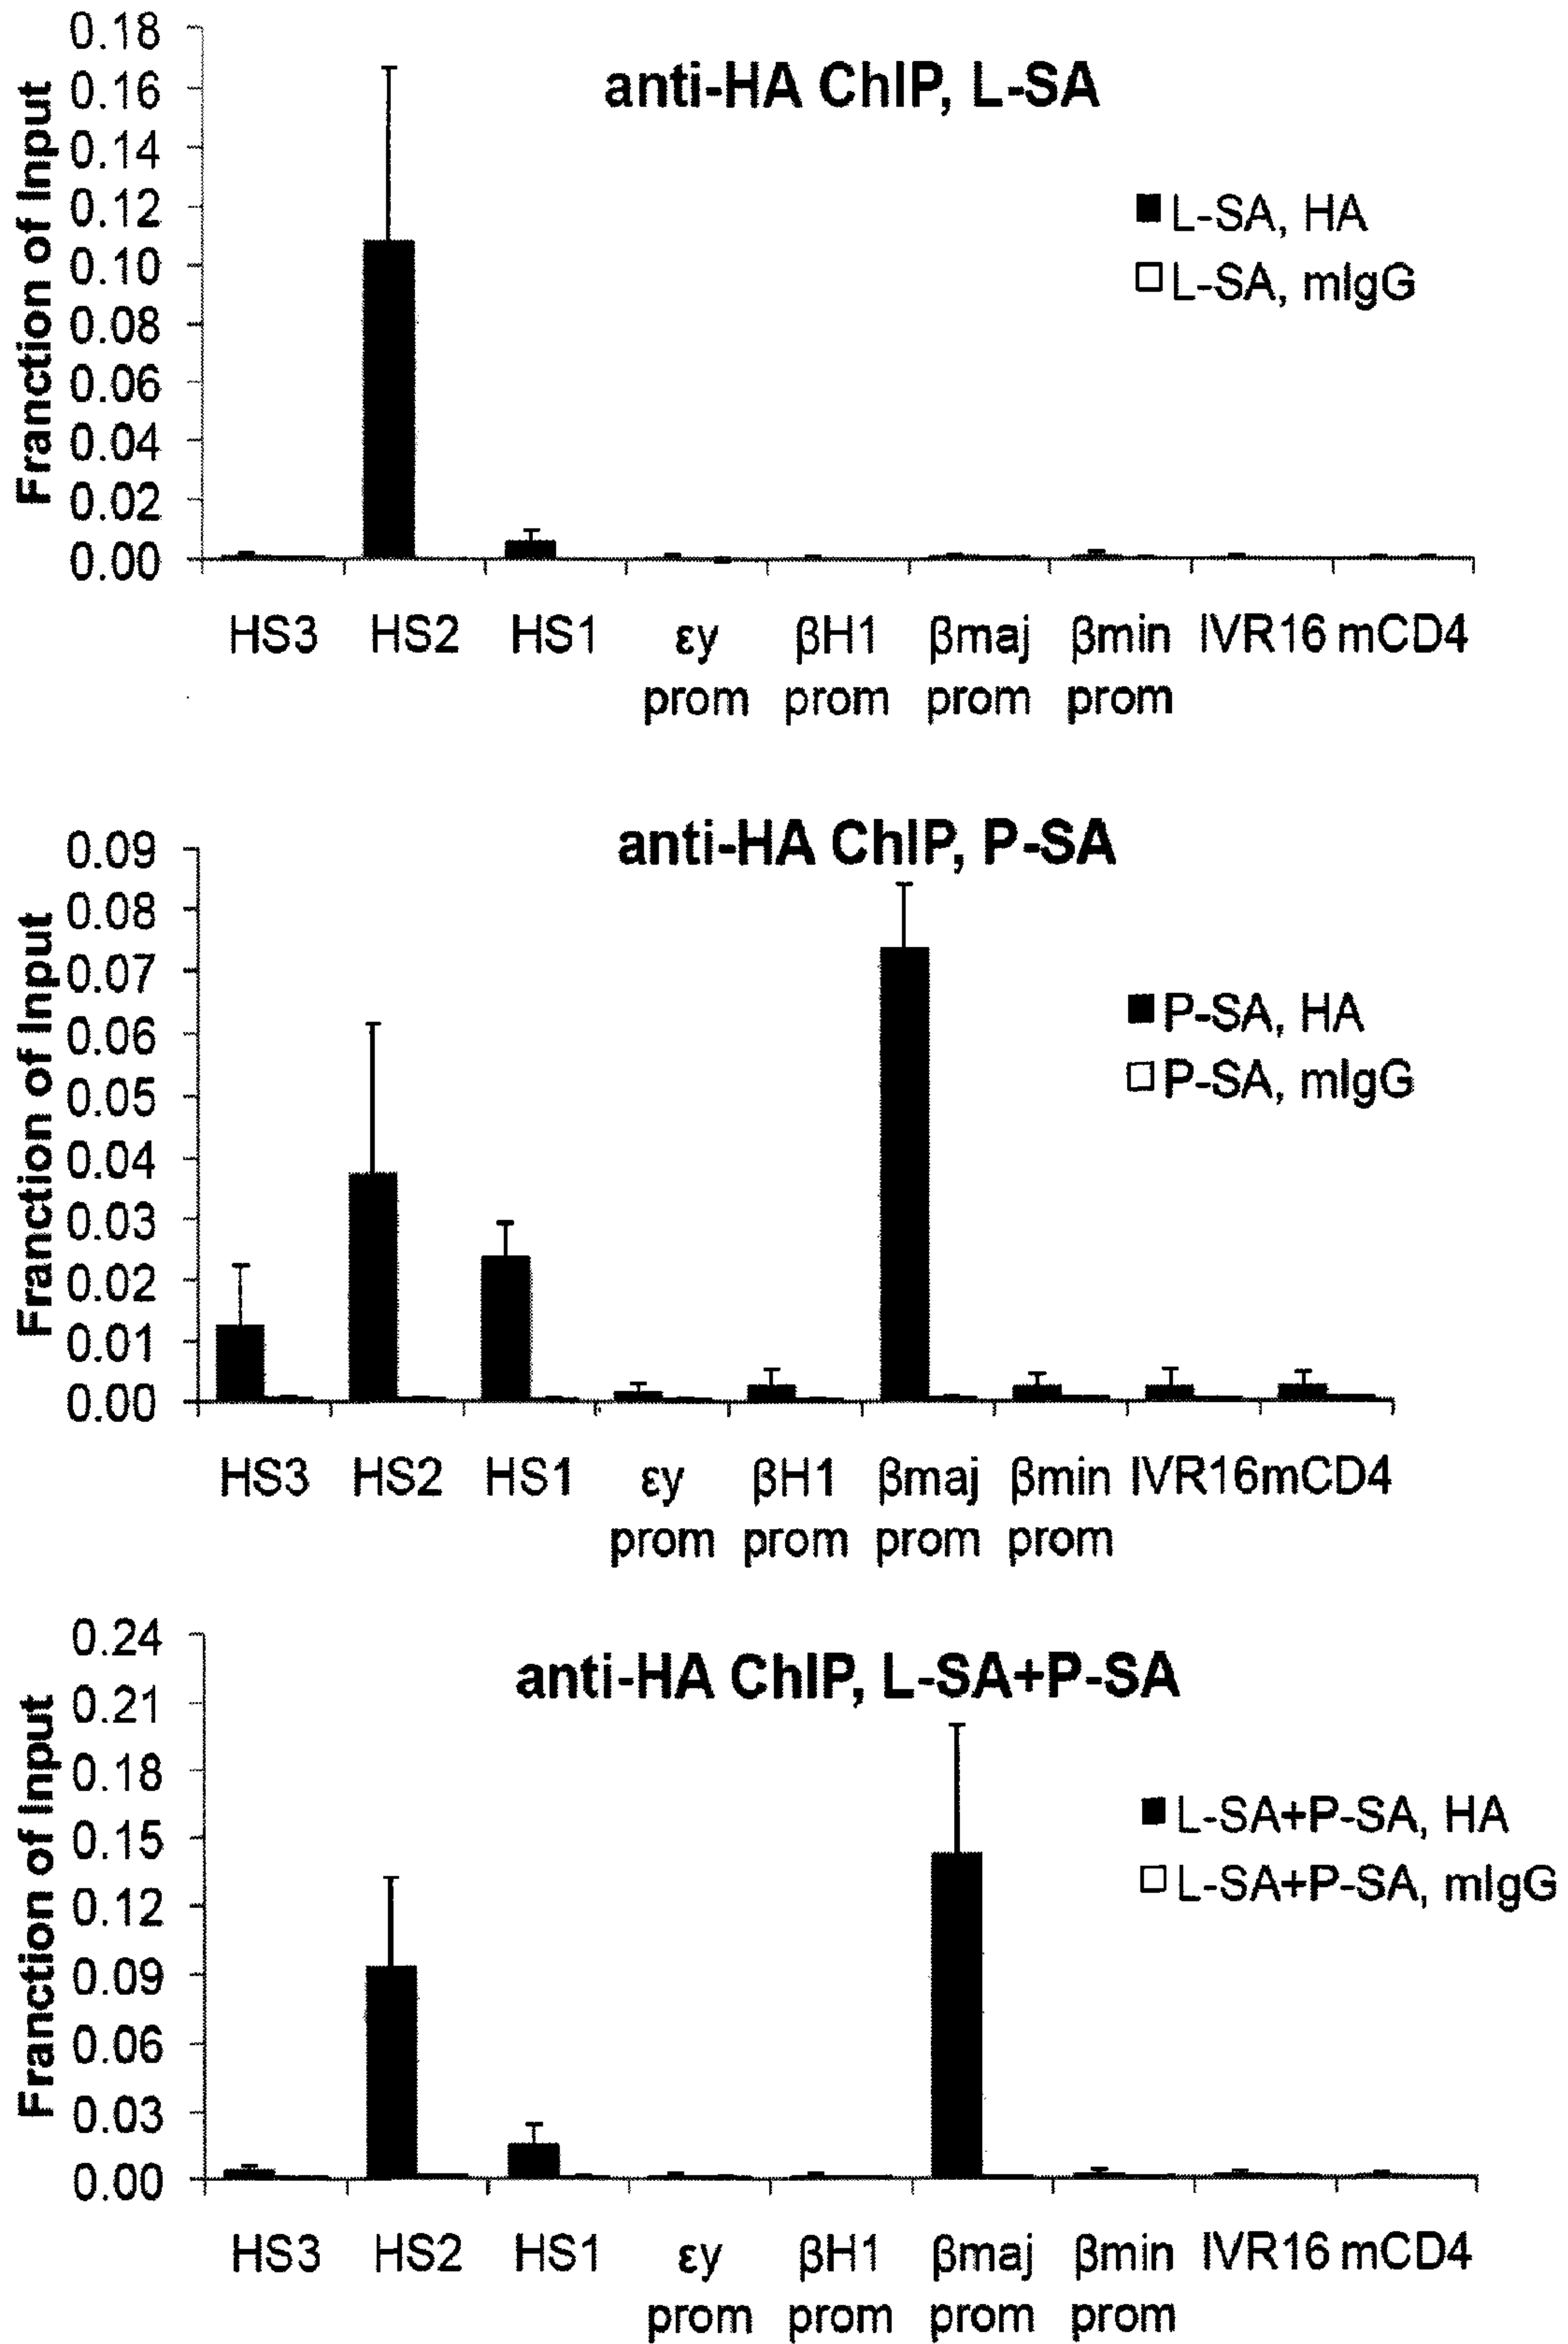 anti-HA ChIP, L-SA
Franction of Input
0.18
0.16
0.14
0.12
0.10
0.08
0.06
0.04
0.02
0.00
L-SA, HA
L-SA, mIgG
HS3 HS2 HS1 εy βH1 βmaj βmin IVR16 mCD4
prom prom prom prom
anti-HA ChIP, P-SA
Franction of Input
0.09
0.08
0.07
0.06
0.05
0.04
0.03
0.02
0.01
0.00
P-SA, HA
P-SA, mIgG
HS3 HS2 HS1 εy βH1 βmaj βmin IVR16mCD4
prom prom prom prom
anti-HA ChIP, L-SA+P-SA
Franction of Input
0.24
0.21
0.18
0.15
0.12
0.09
0.06
0.03
0.00
L-SA+P-SA, HA
L-SA+P-SA, mIgG
HS3 HS2 HS1 εy βH1 βmaj βmin IVR16 mCD4
prom prom prom prom